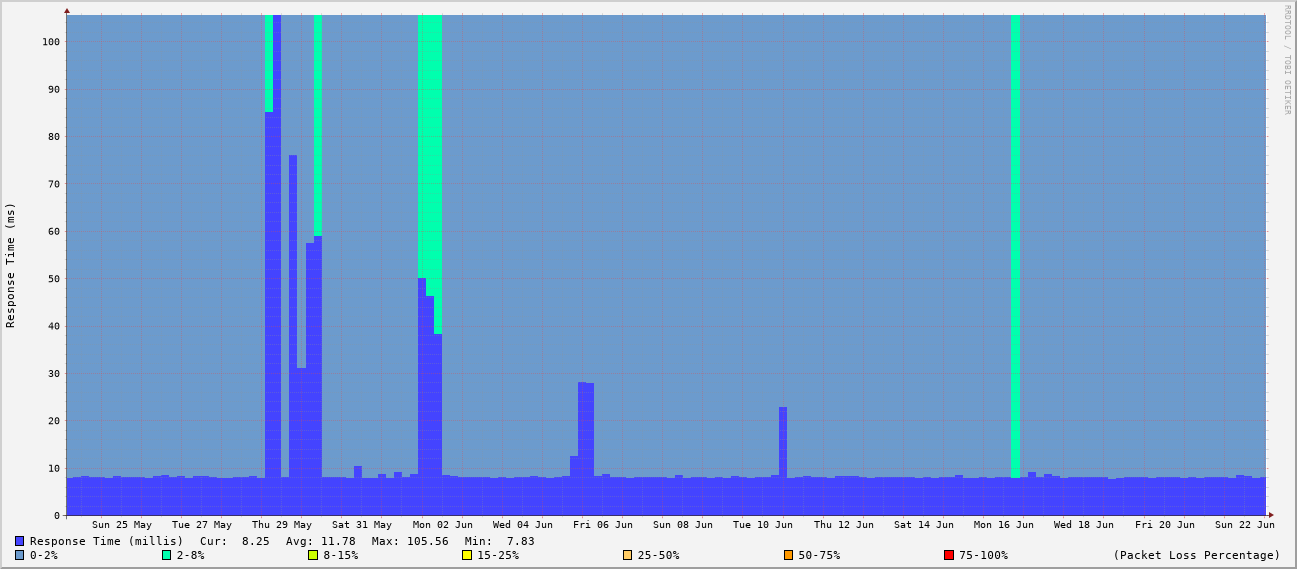 RRDTOOL / TOBI OETIKER
Response Time (ms)
100
90
80
70
60
50
40
30
20
10
0
Sun 25 May Tue 27 May Thu 29 May Sat 31 May Mon 02 Jun Wed 04 Jun Fri 06 Jun Sun 08 Jun Tue 10 Jun Thu 12 Jun Sat 14 Jun Mon 16 Jun Wed 18 Jun Fri 20 Jun Sun 22 Jun
Response Time (millis) Cur: 8.25 Avg: 11.78 Max: 105.56 Min: 7.83
0-2% 2-8% 8-15% 15-25% 25-50% 50-75% 75-100% (Packet Loss Percentage)